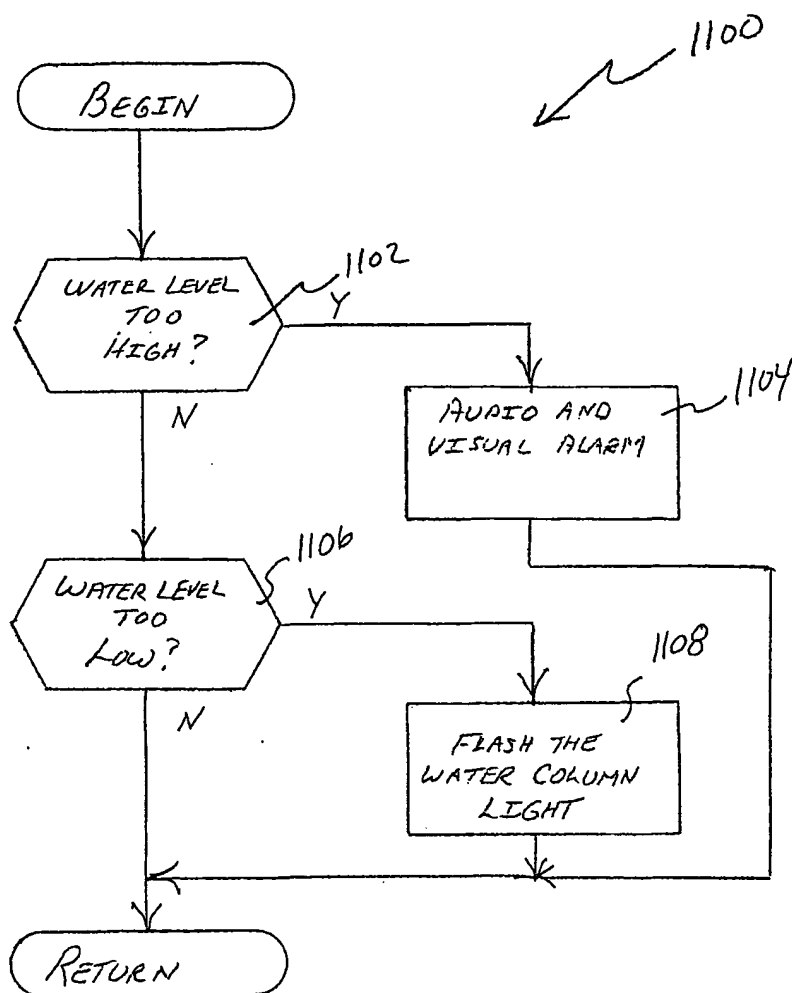 1100
BEGIN
WATER LEVEL
TOO
HIGH?
1102
Y
N
AUDIO AND
VISUAL ALARM
1104
WATER LEVEL
TOO
LOW?
1106
Y
N
FLASH THE
WATER COLUMN
LIGHT
1108
RETURN